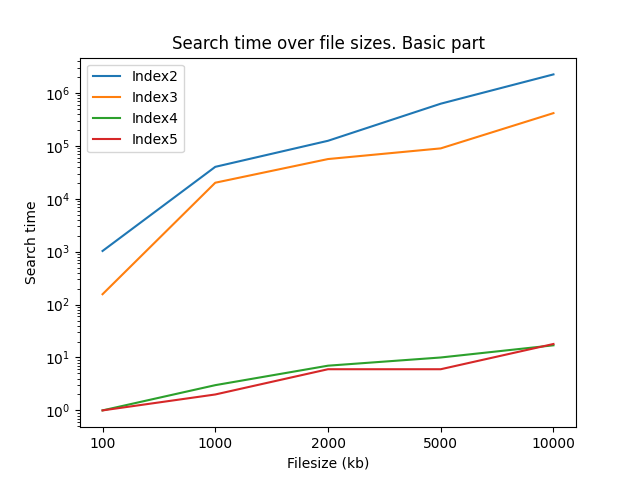 Search time over file sizes. Basic part
Index2
Index3
Index4
Index5
Search time
10⁶
10⁵
10⁴
10³
10²
10¹
10⁰
100 1000 2000 5000 10000
Filesize (kb)